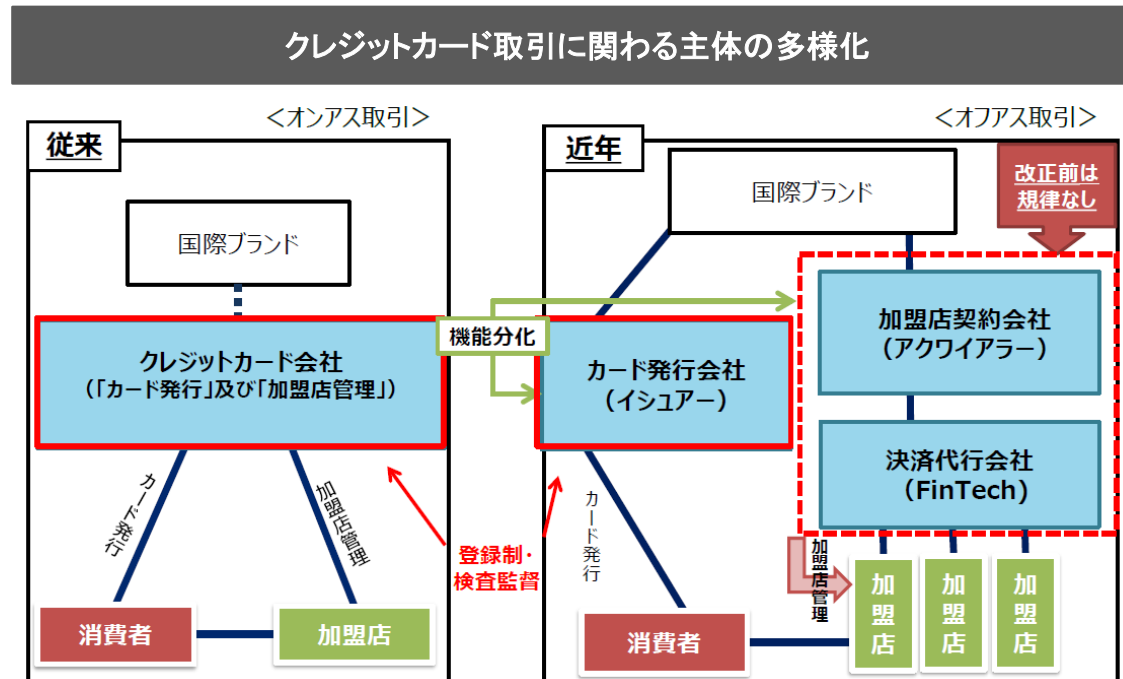 クレジットカード取引に関わる主体の多様化
＜オンアス取引＞
従来
国際ブランド
クレジットカード会社
（「カード発行」及び「加盟店管理」）
カード発行
加盟店管理
消費者
加盟店
機能分化
登録制・
検査監督
＜オフアス取引＞
近年
国際ブランド
改正前は
規律なし
カード発行会社
（イシュアー）
加盟店契約会社
（アクワイアラー）
決済代行会社
（FinTech）
カード発行
加盟店管理
消費者
加盟店
加盟店
加盟店